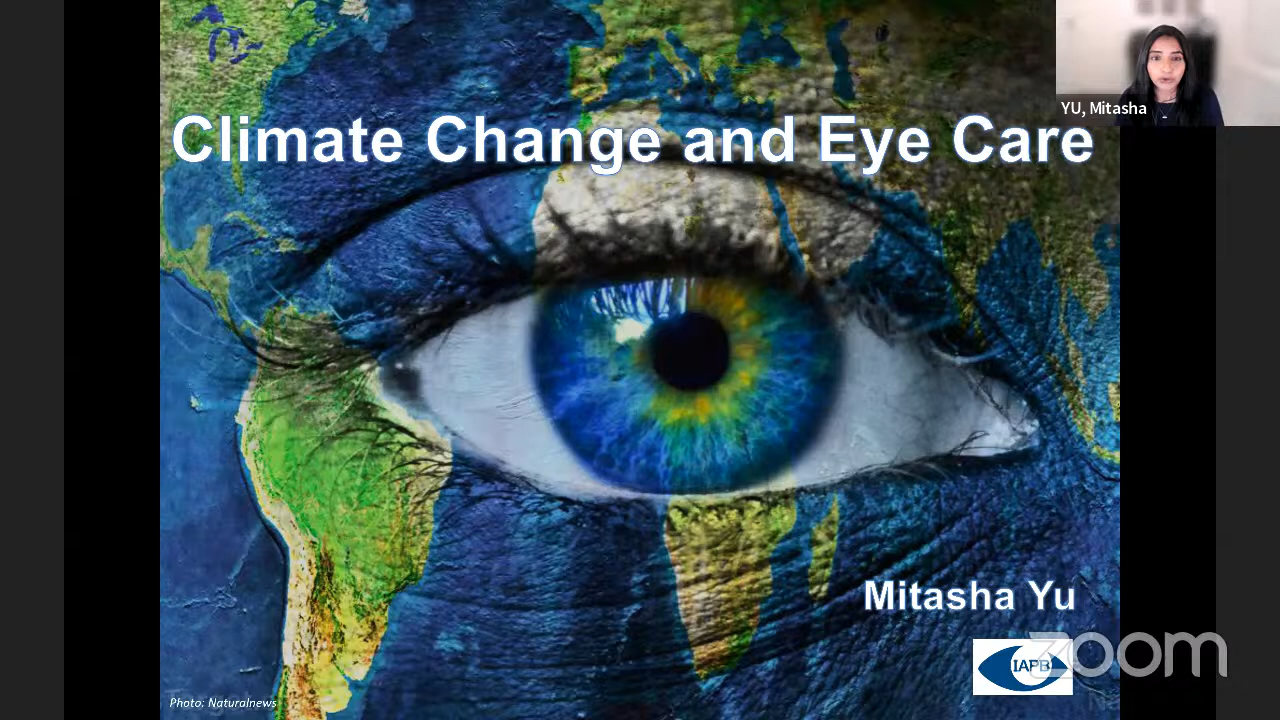 YU, Mitasha
Climate Change and Eye Care
Mitasha Yu
IAPB
zoom
Photo: Naturalnews